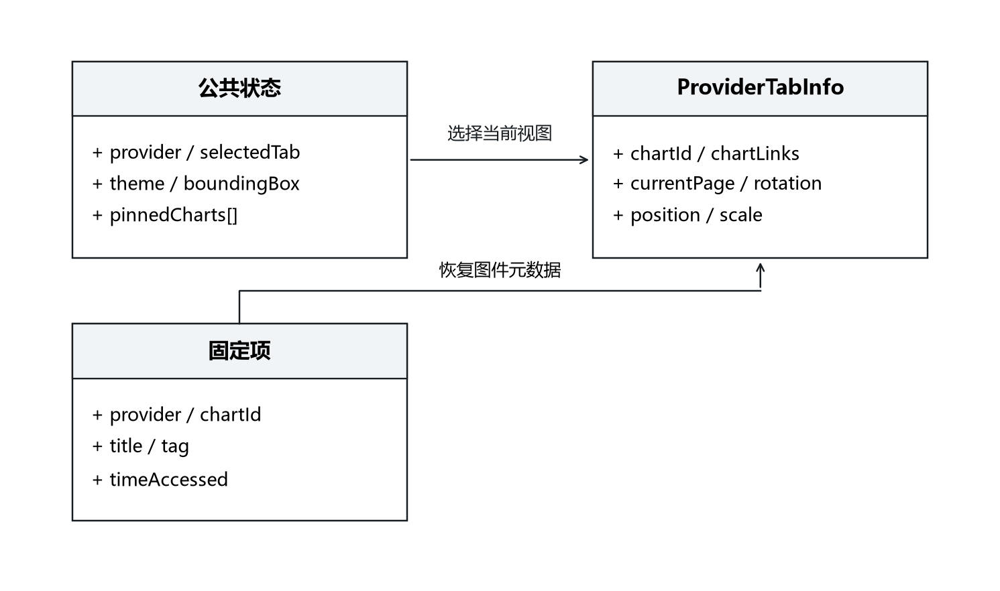 公共状态
+ provider / selectedTab
+ theme / boundingBox
+ pinnedCharts[]
选择当前视图
ProviderTabInfo
+ chartId / chartLinks
+ currentPage / rotation
+ position / scale
恢复图件元数据
固定项
+ provider / chartId
+ title / tag
+ timeAccessed